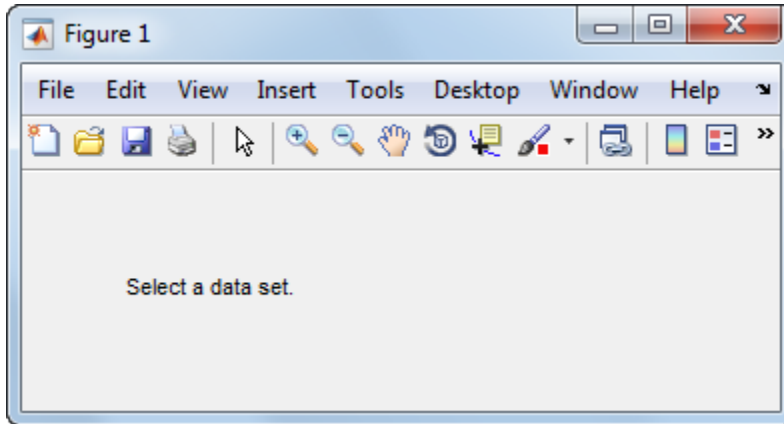 Figure 1
File Edit View Insert Tools Desktop Window Help
Select a data set.